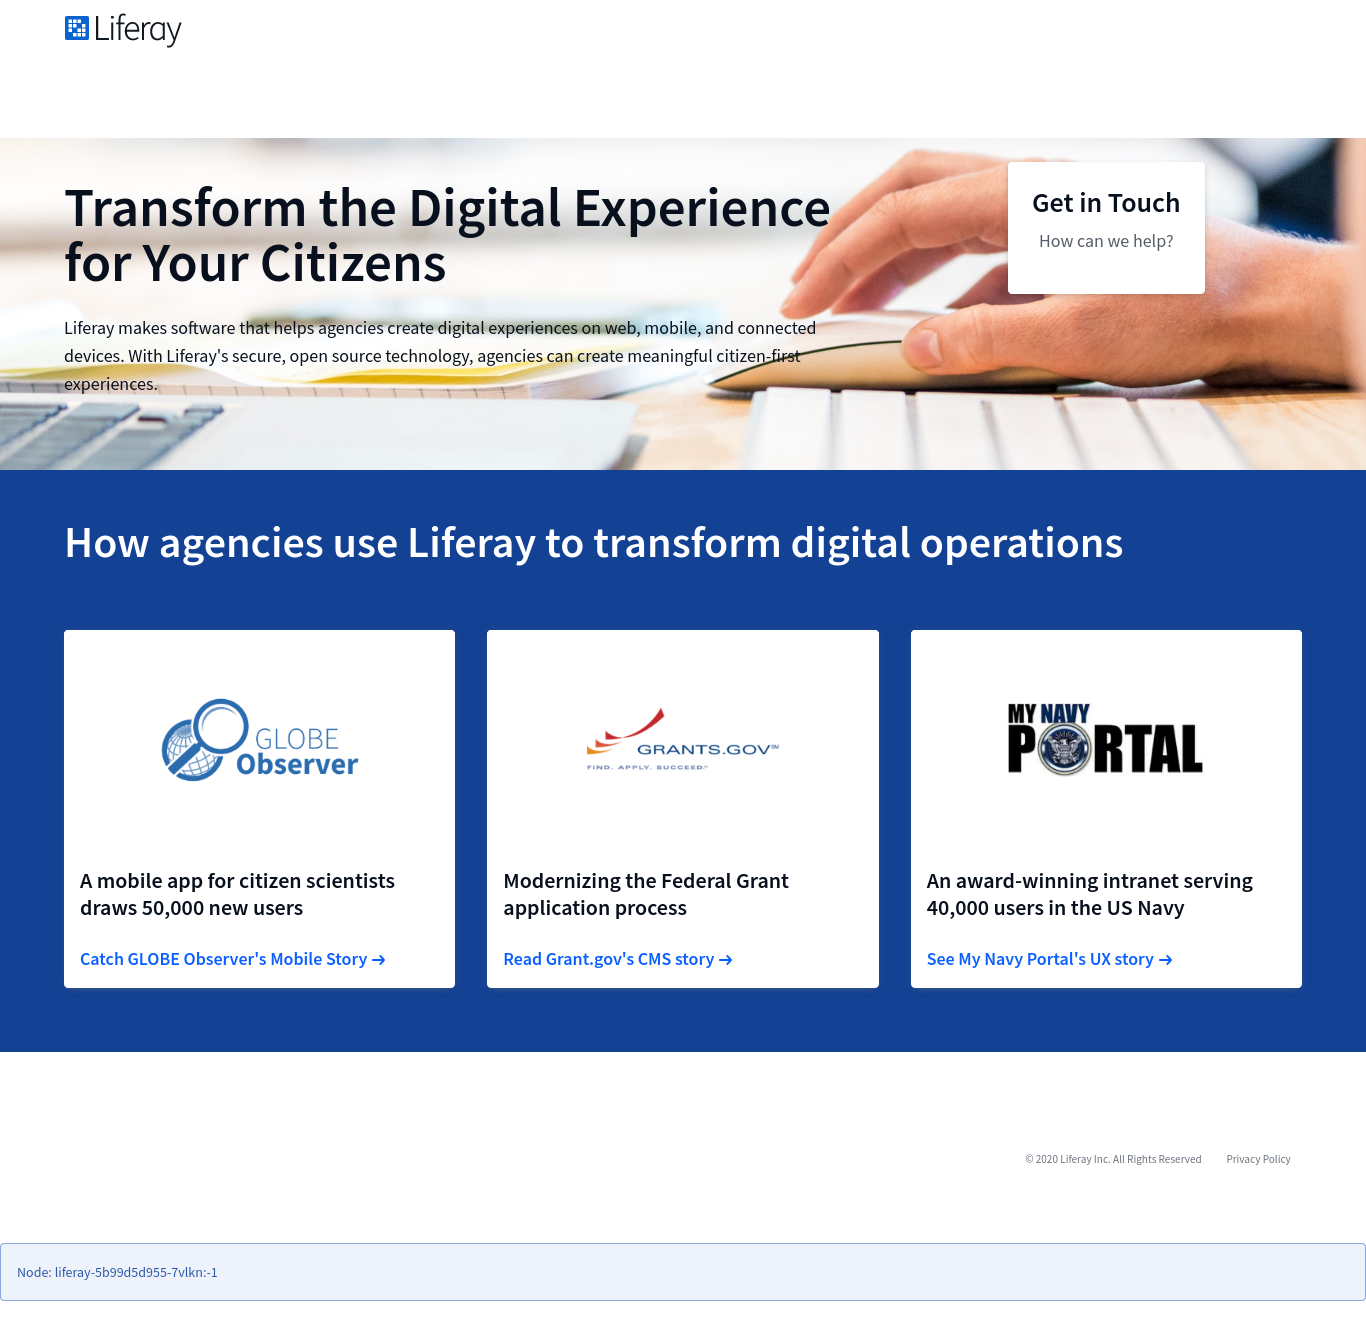 Liferay
Transform the Digital Experience
for Your Citizens
Get in Touch
How can we help?
Liferay makes software that helps agencies create digital experiences on web, mobile, and connected
devices. With Liferay's secure, open source technology, agencies can create meaningful citizen-first
experiences.
How agencies use Liferay to transform digital operations
GLOBE
Observer
A mobile app for citizen scientists
draws 50,000 new users
Catch GLOBE Observer's Mobile Story →
GRANTS.GOV℠
FIND. APPLY. SUCCEED.℠
Modernizing the Federal Grant
application process
Read Grant.gov's CMS story →
MY NAVY
PORTAL
An award-winning intranet serving
40,000 users in the US Navy
See My Navy Portal's UX story →
© 2020 Liferay Inc. All Rights Reserved Privacy Policy
Node: liferay-5b99d5d955-7vlkn:-1